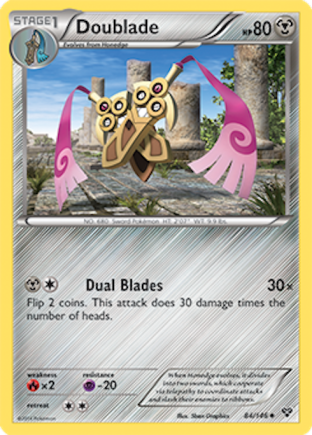 STAGE1
Doublade
HP80
Evolves from Honedge
NO. 680 Sword Pokémon HT: 2'07" WT: 9.9 lbs.
Dual Blades 30×
Flip 2 coins. This attack does 30 damage times the
number of heads.
weakness
×2
resistance
-20
retreat
When Honedge evolves, it divides
into two swords, which cooperate
via telepathy to coordinate attacks
and slash their enemies to ribbons.
Illus. 5ban Graphics
84/146